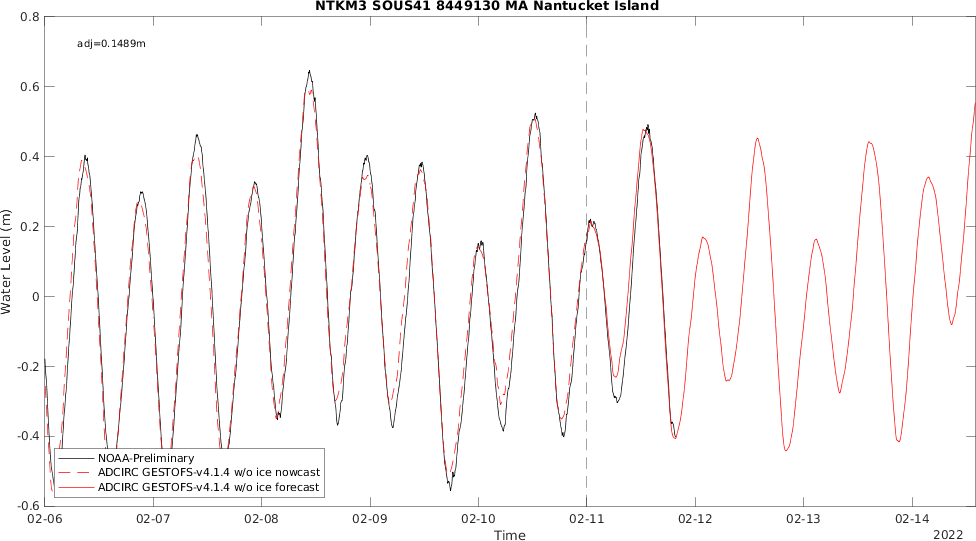 NTKM3 SOUS41 8449130 MA Nantucket Island
0.8
adj=0.1489m
0.6
0.4
0.2
0
-0.2
-0.4
-0.6
Water Level (m)
NOAA-Preliminary
ADCIRC GESTOFS-v4.1.4 w/o ice nowcast
ADCIRC GESTOFS-v4.1.4 w/o ice forecast
02-06 02-07 02-08 02-09 02-10 02-11 02-12 02-13 02-14
Time
2022